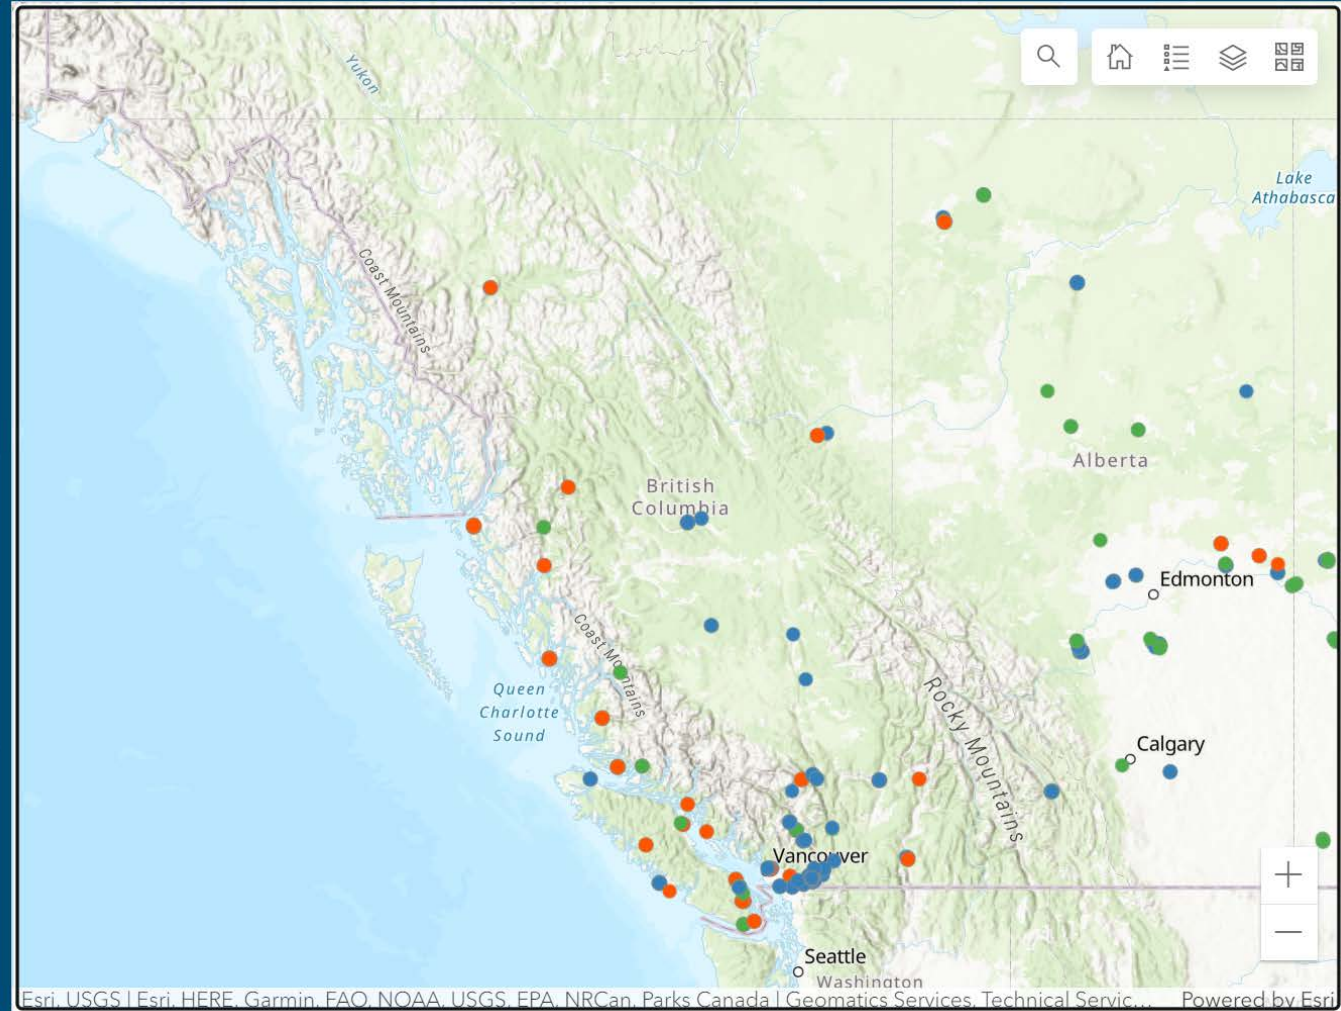 Yukon
Lake
Athabasca
Coast Mountains
British
Columbia
Alberta
Edmonton
Coast Mountains
Queen
Charlotte
Sound
Rocky Mountains
Calgary
Vancouver
Seattle
Washington
Esri, USGS | Esri, HERE, Garmin, FAO, NOAA, USGS, EPA, NRCan, Parks Canada | Geomatics Services, Technical Servic... Powered by Esri